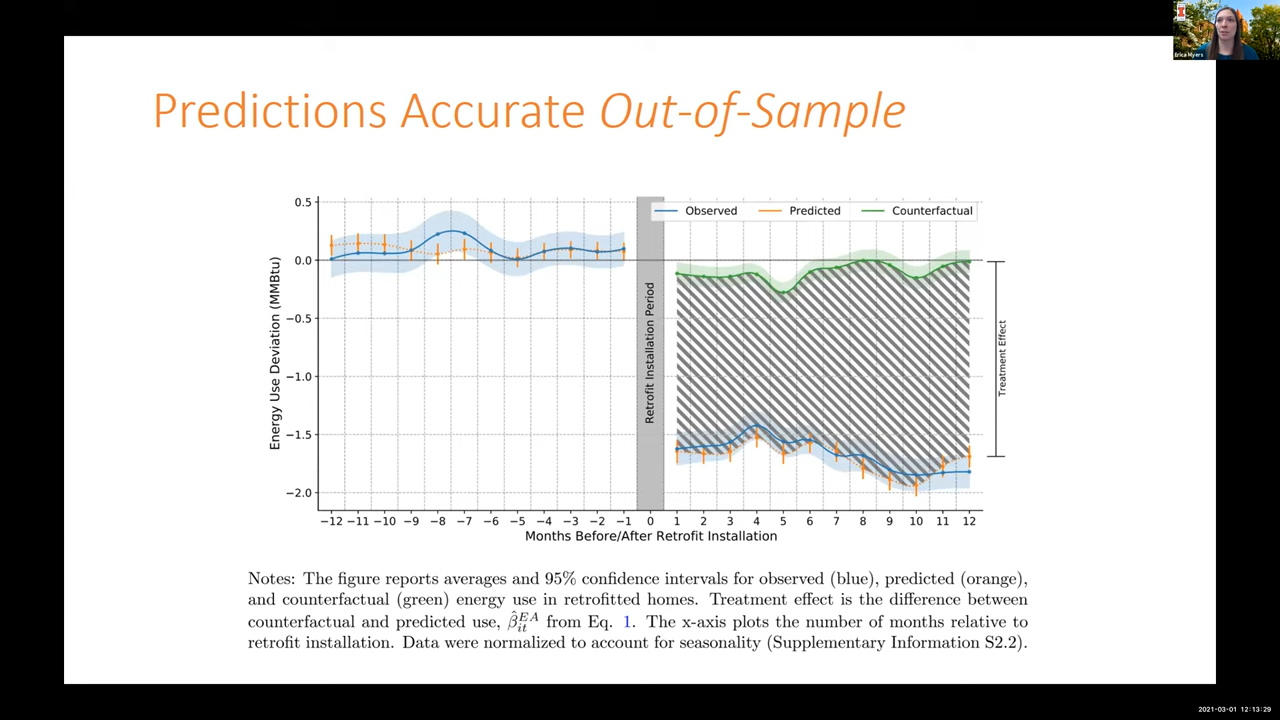 Erica Myers
Predictions Accurate Out-of-Sample
Observed Predicted Counterfactual
Energy Use Deviation (MMBtu)
0.5
0.0
−0.5
−1.0
−1.5
−2.0
Retrofit Installation Period
Treatment Effect
−12 −11 −10 −9 −8 −7 −6 −5 −4 −3 −2 −1 0 1 2 3 4 5 6 7 8 9 10 11 12
Months Before/After Retrofit Installation
Notes: The figure reports averages and 95% confidence intervals for observed (blue), predicted (orange),
and counterfactual (green) energy use in retrofitted homes. Treatment effect is the difference between
counterfactual and predicted use, β̂ᵢₜᴱᴬ from Eq. 1. The x-axis plots the number of months relative to
retrofit installation. Data were normalized to account for seasonality (Supplementary Information S2.2).
2021-03-01 12:13:29